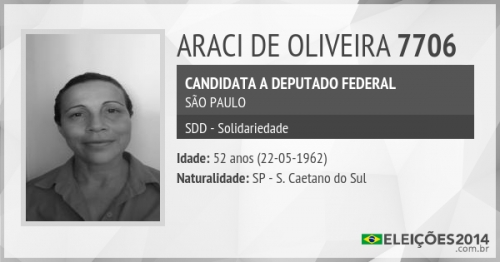 ARACI DE OLIVEIRA 7706
CANDIDATA A DEPUTADO FEDERAL
SÃO PAULO
SDD - Solidariedade
Idade: 52 anos (22-05-1962)
Naturalidade: SP - S. Caetano do Sul
ELEIÇÕES2014
.com.br